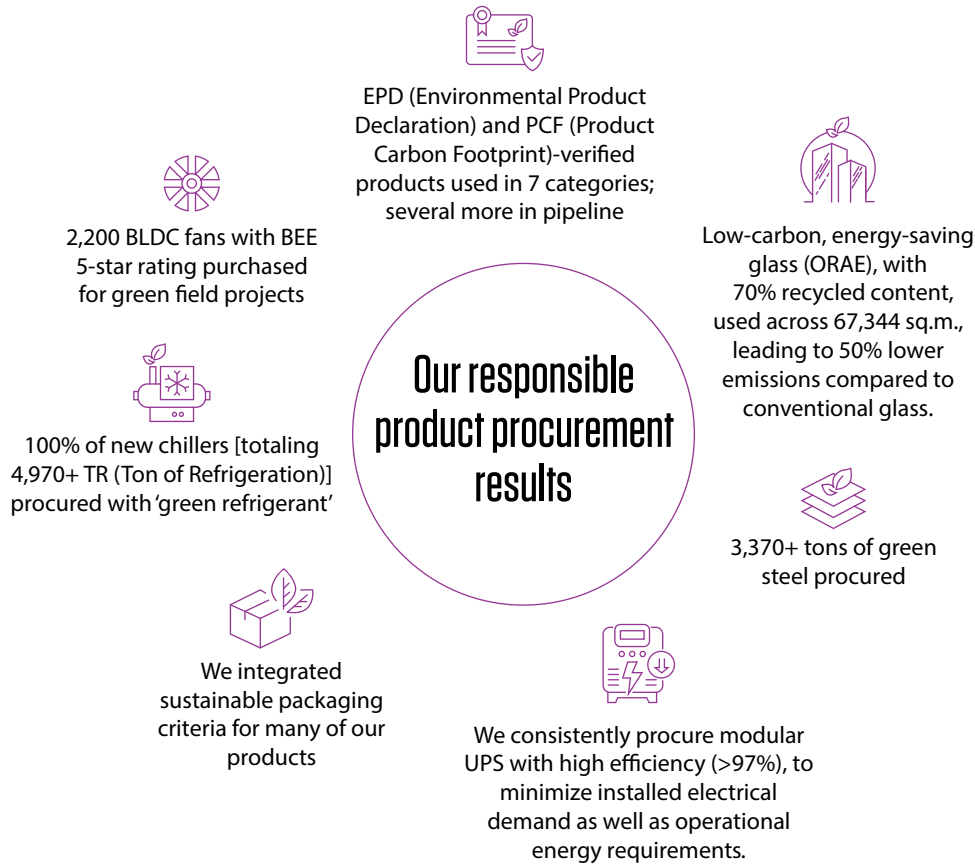 EPD (Environmental Product
Declaration) and PCF (Product
Carbon Footprint)-verified
products used in 7 categories;
several more in pipeline
2,200 BLDC fans with BEE
5-star rating purchased
for green field projects
Low-carbon, energy-saving
glass (ORAE), with
70% recycled content,
used across 67,344 sq.m.,
leading to 50% lower
emissions compared to
conventional glass.
Our responsible
product procurement
results
100% of new chillers [totaling
4,970+ TR (Ton of Refrigeration)]
procured with ‘green refrigerant’
3,370+ tons of green
steel procured
We integrated
sustainable packaging
criteria for many of our
products
We consistently procure modular
UPS with high efficiency (>97%), to
minimize installed electrical
demand as well as operational
energy requirements.